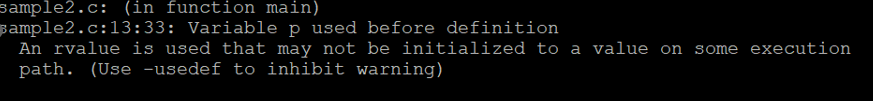 sample2.c: (in function main)
sample2.c:13:33: Variable p used before definition
An rvalue is used that may not be initialized to a value on some execution
path. (Use -usedef to inhibit warning)